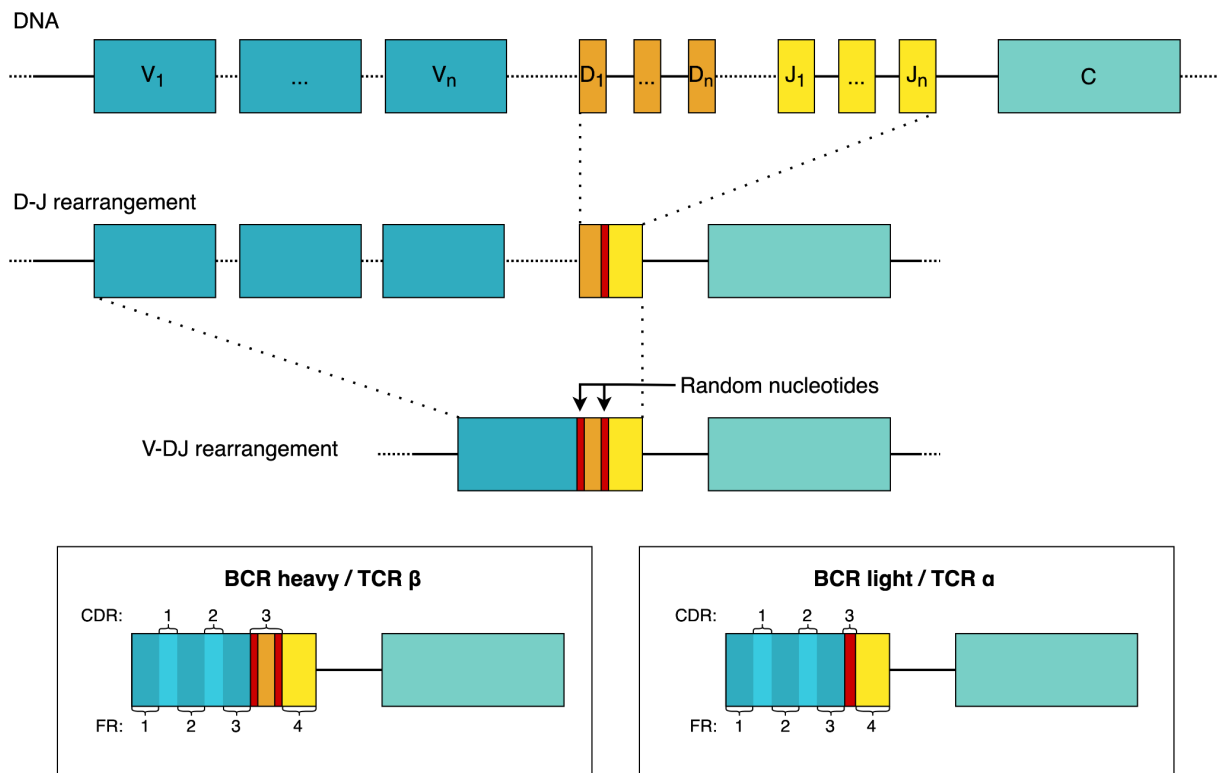 DNA
V1 ... Vn D1 ... Dn J1 ... Jn C
D-J rearrangement
Random nucleotides
V-DJ rearrangement
BCR heavy / TCR β
CDR: 1 2 3
FR: 1 2 3 4
BCR light / TCR α
CDR: 1 2 3
FR: 1 2 3 4